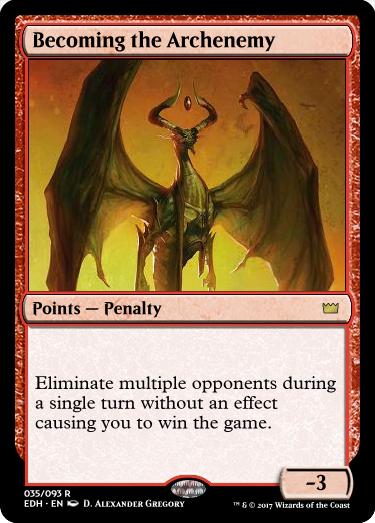 Becoming the Archenemy
Points — Penalty
Eliminate multiple opponents during
a single turn without an effect
causing you to win the game.
–3
035/093 R
EDH • EN D. Alexander Gregory
™ & © 2017 Wizards of the Coast